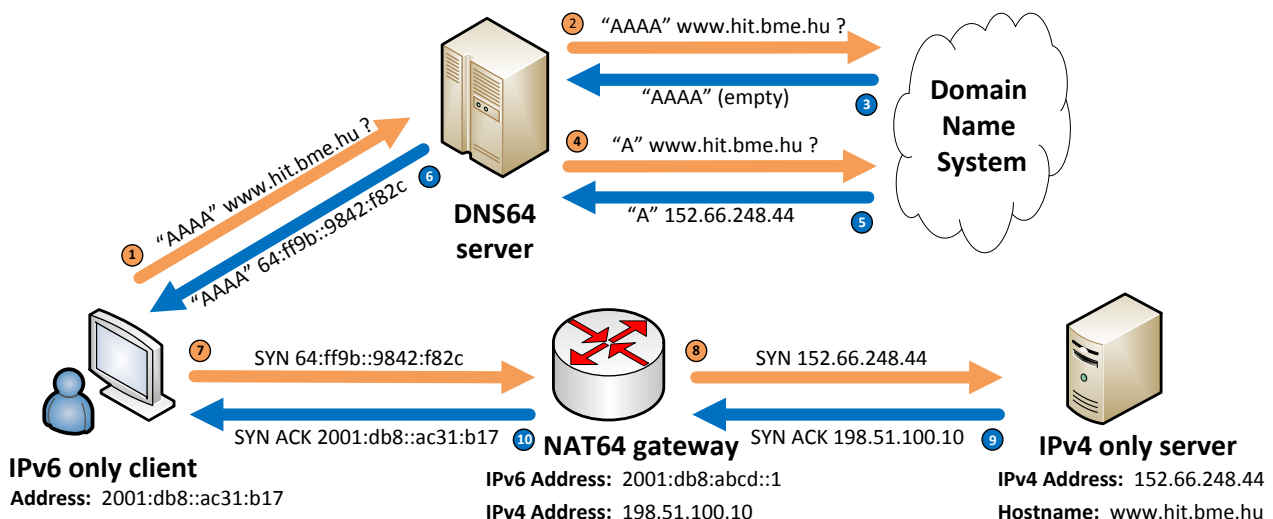 2 “AAAA” www.hit.bme.hu ?
“AAAA” (empty) 3
4 “A” www.hit.bme.hu ?
“A” 152.66.248.44 5
Domain
Name
System
DNS64
server
1 “AAAA” www.hit.bme.hu ?
6 “AAAA” 64:ff9b::9842:f82c
7 SYN 64:ff9b::9842:f82c
8 SYN 152.66.248.44
SYN ACK 2001:db8::ac31:b17 10
SYN ACK 198.51.100.10 9
IPv6 only client
Address: 2001:db8::ac31:b17
NAT64 gateway
IPv6 Address: 2001:db8:abcd::1
IPv4 Address: 198.51.100.10
IPv4 only server
IPv4 Address: 152.66.248.44
Hostname: www.hit.bme.hu